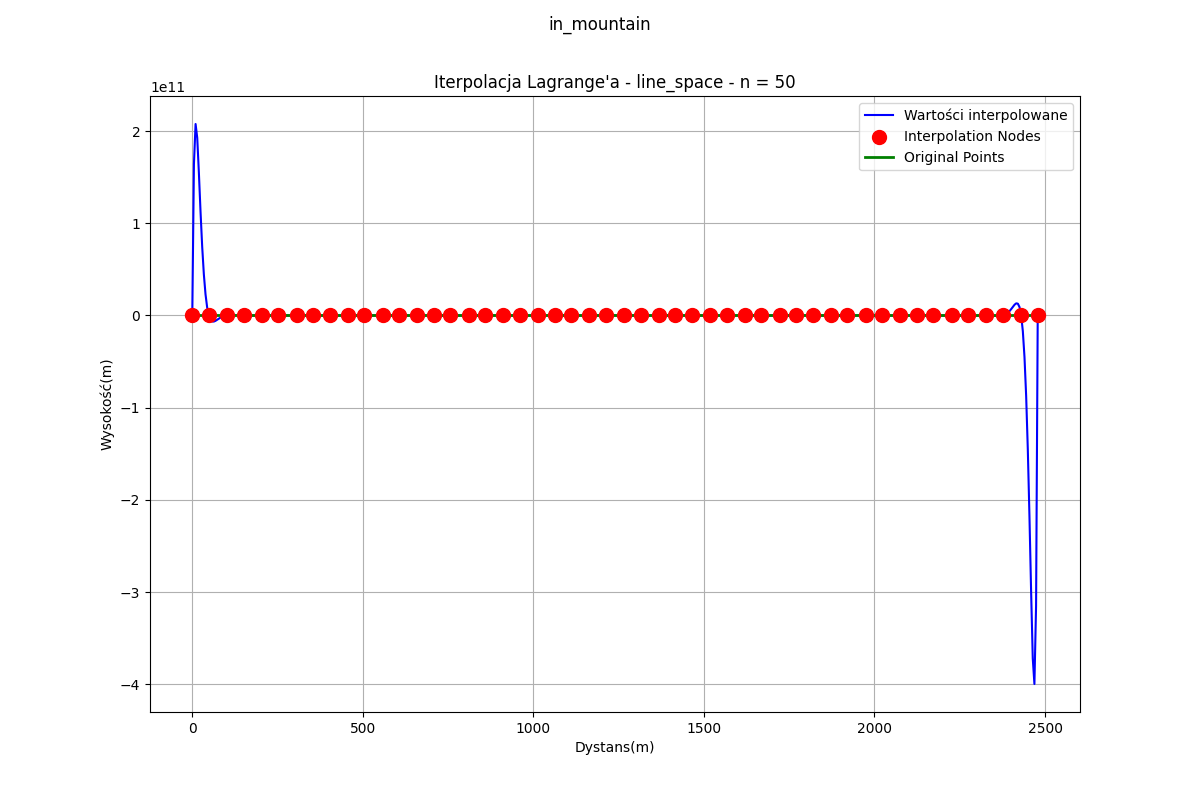 in_mountain
Iterpolacja Lagrange'a - line_space - n = 50
1e11
Wartości interpolowane
Interpolation Nodes
Original Points
2
1
0
−1
−2
−3
−4
Wysokość(m)
0 500 1000 1500 2000 2500
Dystans(m)